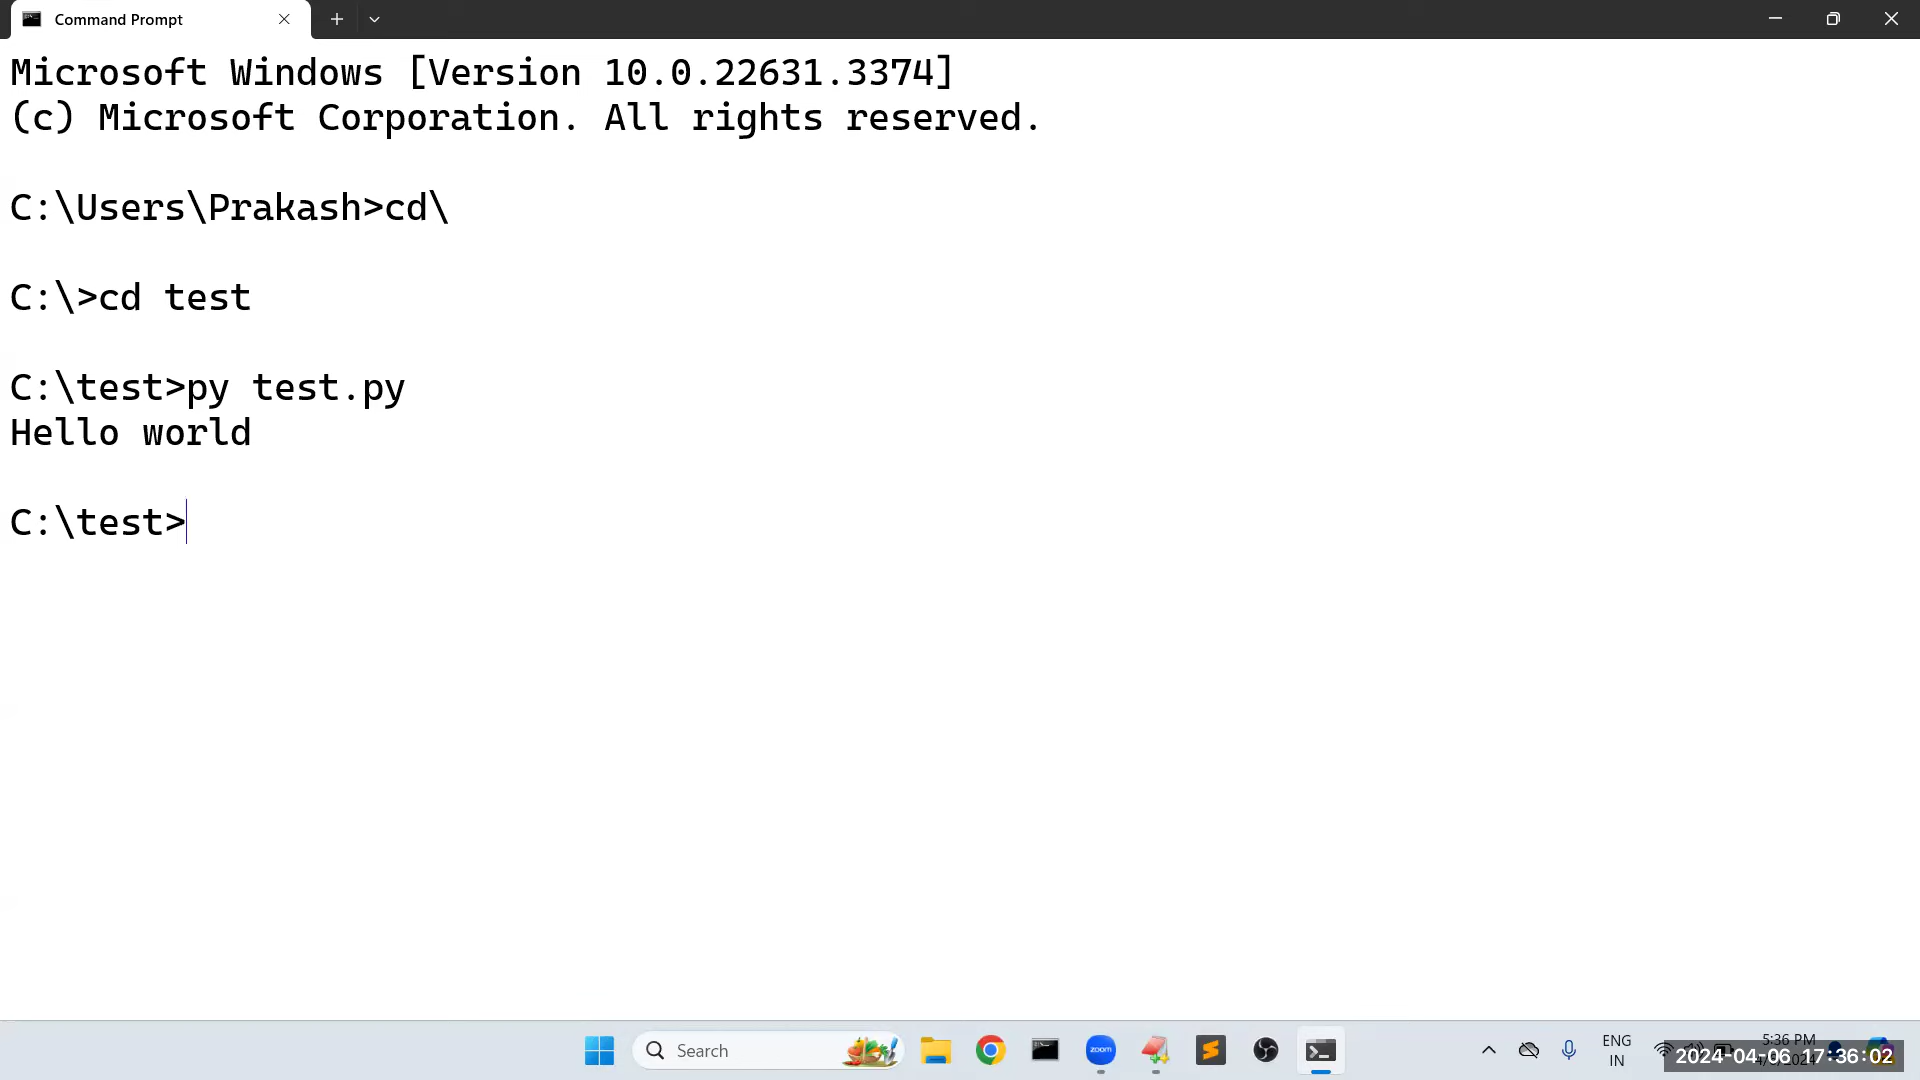 Command Prompt
Microsoft Windows [Version 10.0.22631.3374]
(c) Microsoft Corporation. All rights reserved.
C:\Users\Prakash>cd\
C:\>cd test
C:\test>py test.py
Hello world
C:\test>
Search
zoom
ENG
IN
5:36 PM
2024-04-06 17:36:02